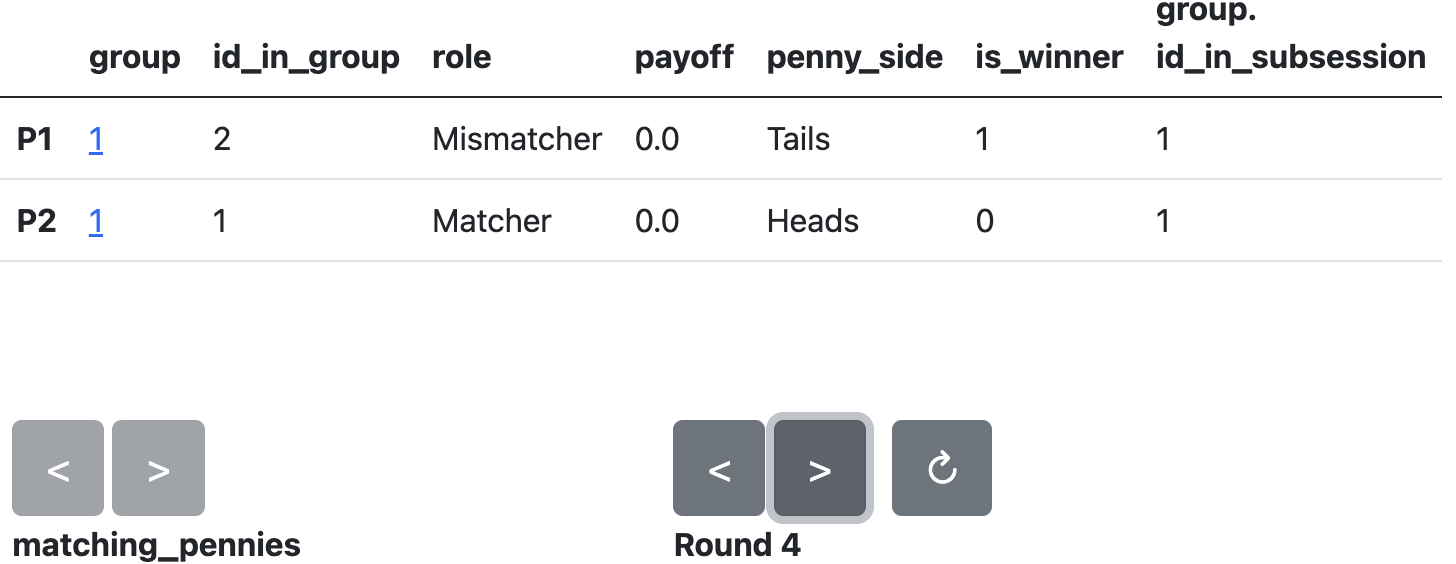 group.
group id_in_group role payoff penny_side is_winner id_in_subsession
P1 1 2 Mismatcher 0.0 Tails 1 1
P2 1 1 Matcher 0.0 Heads 0 1
< > < > ↻
matching_pennies Round 4